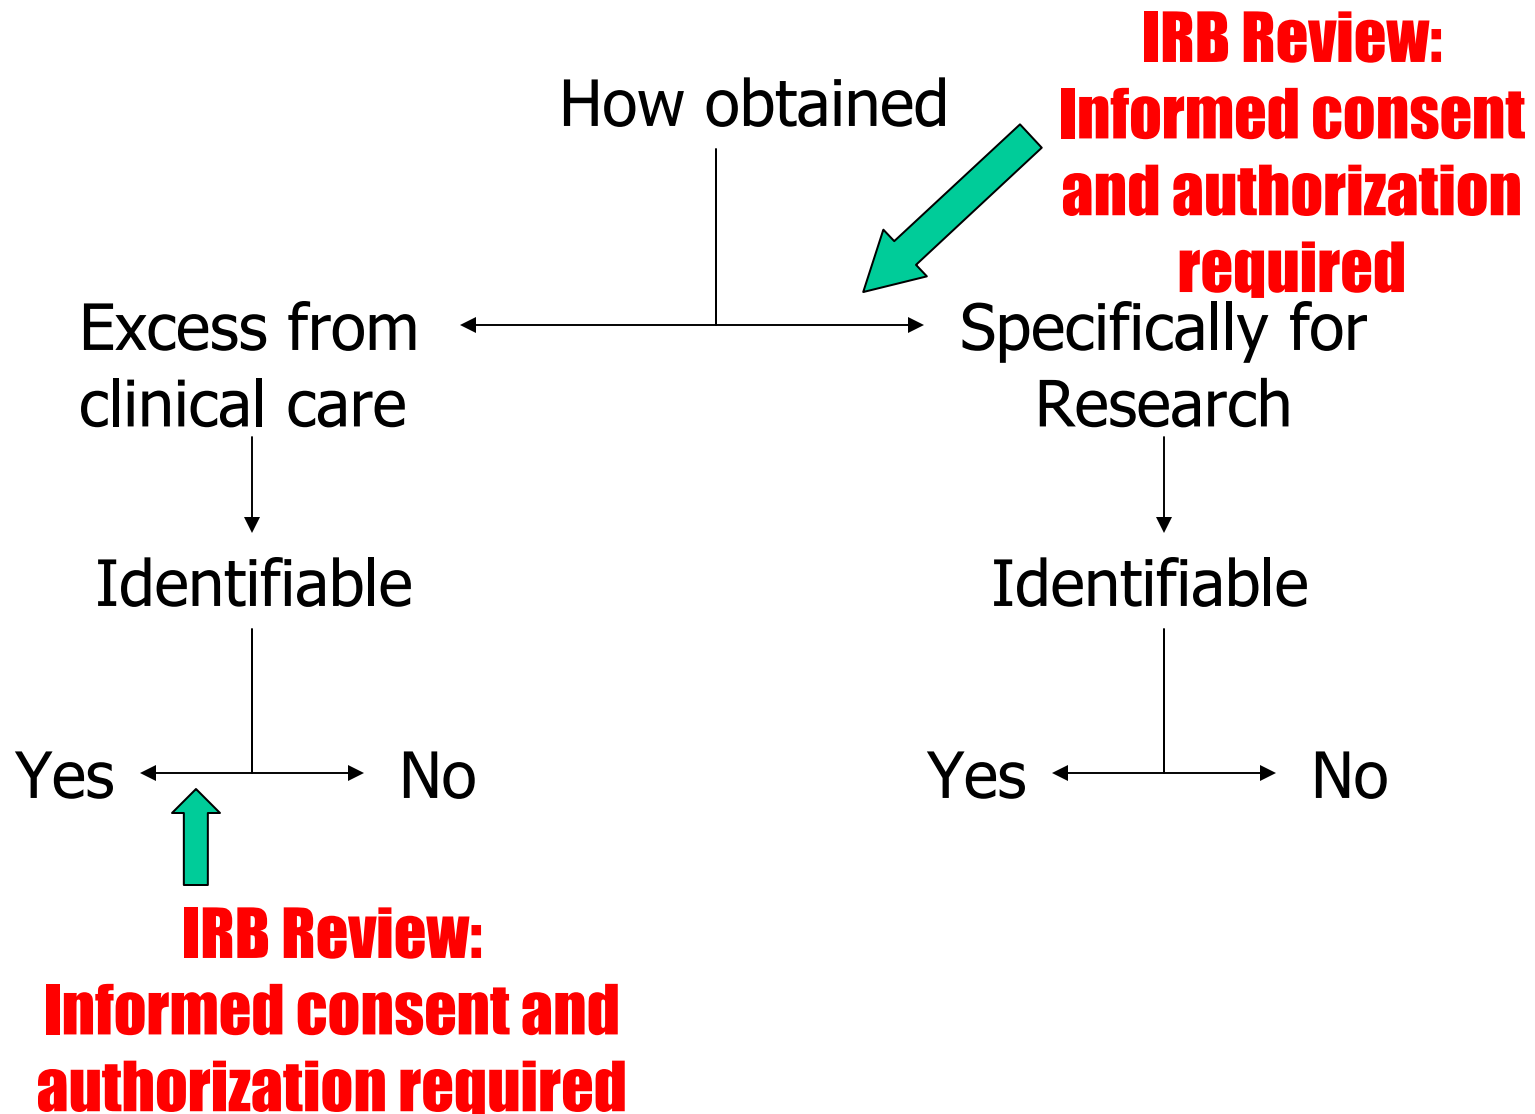 IRB Review:
Informed consent
and authorization
required
How obtained
Excess from
clinical care
Specifically for
Research
Identifiable
Identifiable
Yes
No
Yes
No
IRB Review:
Informed consent and
authorization required